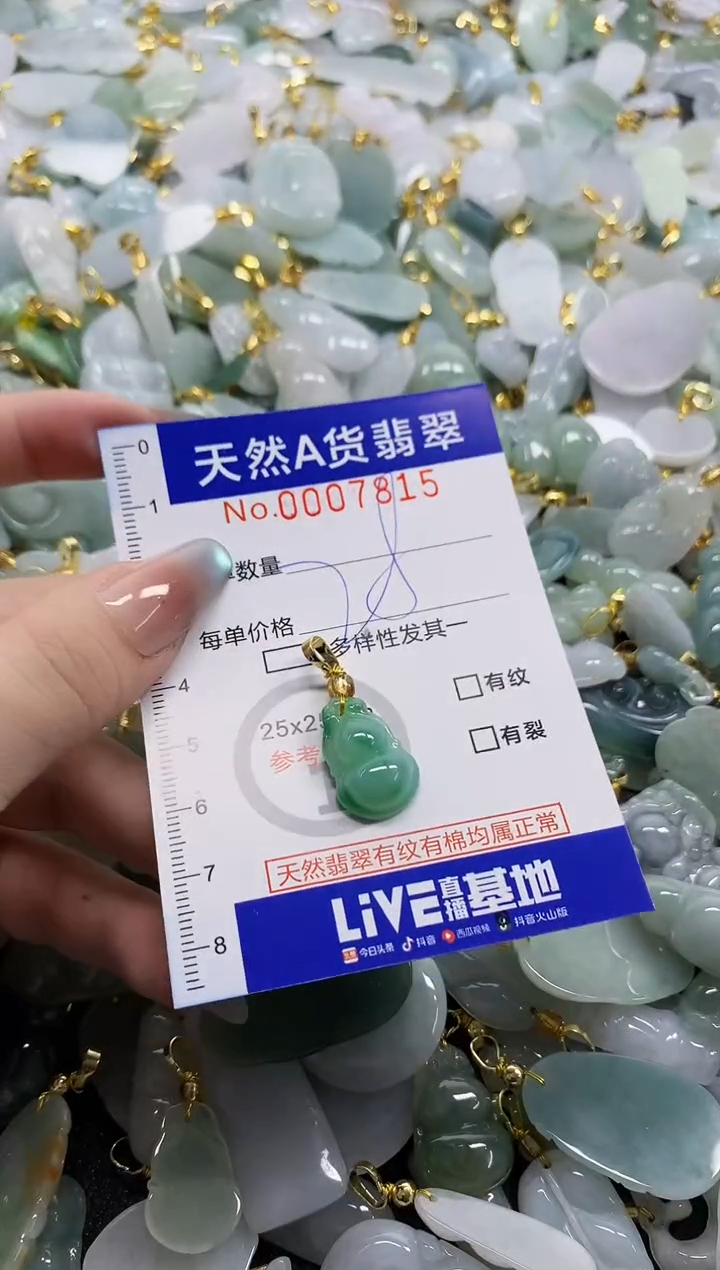 天然A货翡翠
No.0007815
单数量
78
每单价格
多样性发其一
25x25
参考
有纹
有裂
天然翡翠有纹有棉均属正常
LiVE直播基地
今日头条 抖音 西瓜视频 抖音火山版
0
1
4
5
6
7
8